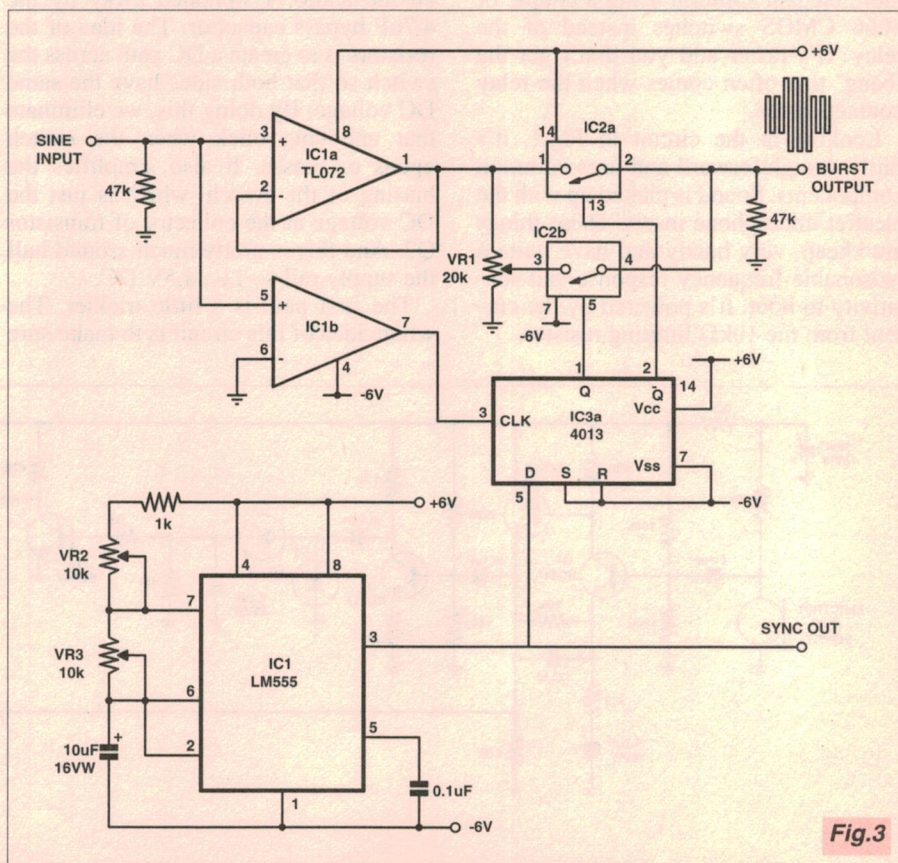 +6V
SINE INPUT
3
+
8
IC1a
TL072
1
2
-
47k
14
IC2a
1
2
13
BURST OUTPUT
47k
IC2b
VR1
20k
3
4
7
5
-6V
5
+
IC1b
7
6
-
4
-6V
1
2
14
+6V
Q
Q̅
Vcc
3
CLK
IC3a
4013
Vss
7
D
S
R
5
-6V
1k
+6V
VR2
10k
4
8
7
3
SYNC OUT
VR3
10k
IC1
LM555
6
5
2
+
10uF
16VW
0.1uF
1
-6V
Fig.3